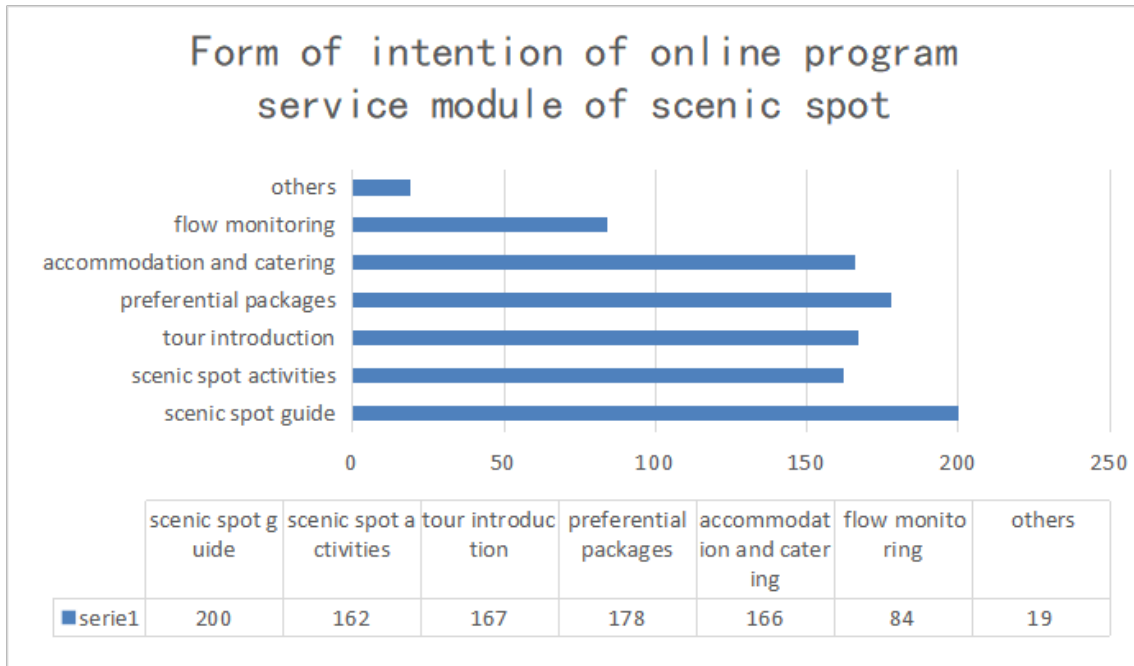 Form of intention of online program
service module of scenic spot
others
flow monitoring
accommodation and catering
preferential packages
tour introduction
scenic spot activities
scenic spot guide
0 50 100 150 200 250
scenic spot g scenic spot a tour introduc preferential accommodat flow monito others
uide ctivities tion packages ion and cater ring
ing
serie1 200 162 167 178 166 84 19